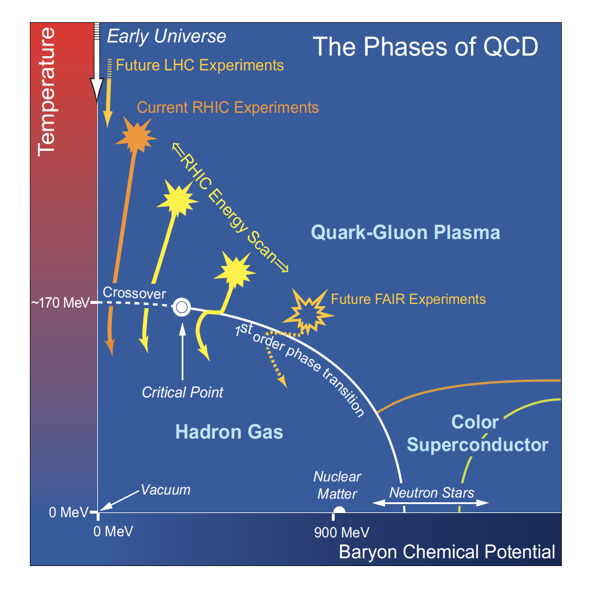 Temperature
Early Universe
The Phases of QCD
Future LHC Experiments
Current RHIC Experiments
⇐RHIC Energy Scan⇒
Quark-Gluon Plasma
Crossover
~170 MeV
Future FAIR Experiments
1st order phase transition
Critical Point
Hadron Gas
Color
Superconductor
Vacuum
Nuclear
Matter
Neutron Stars
0 MeV
0 MeV
900 MeV
Baryon Chemical Potential